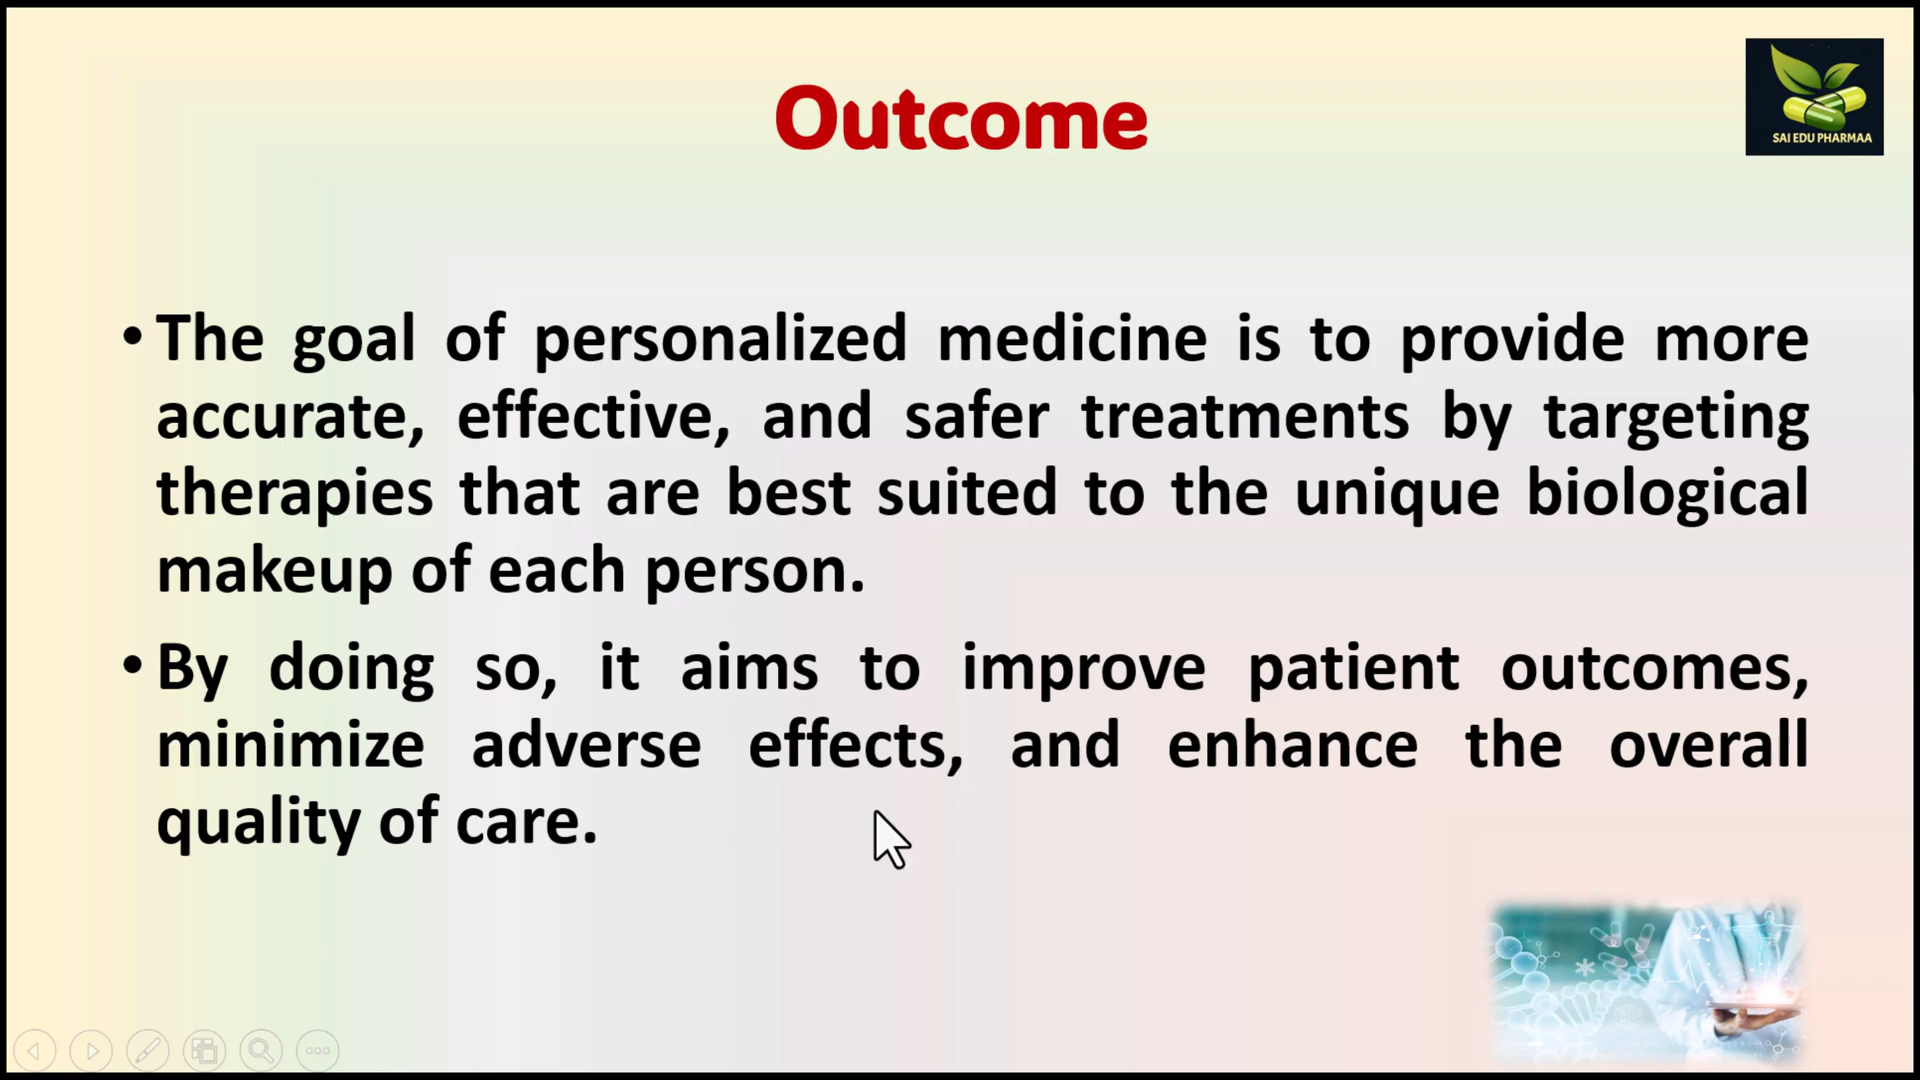 Outcome
SAI EDU PHARMAA
• The goal of personalized medicine is to provide more
accurate, effective, and safer treatments by targeting
therapies that are best suited to the unique biological
makeup of each person.
• By doing so, it aims to improve patient outcomes,
minimize adverse effects, and enhance the overall
quality of care.